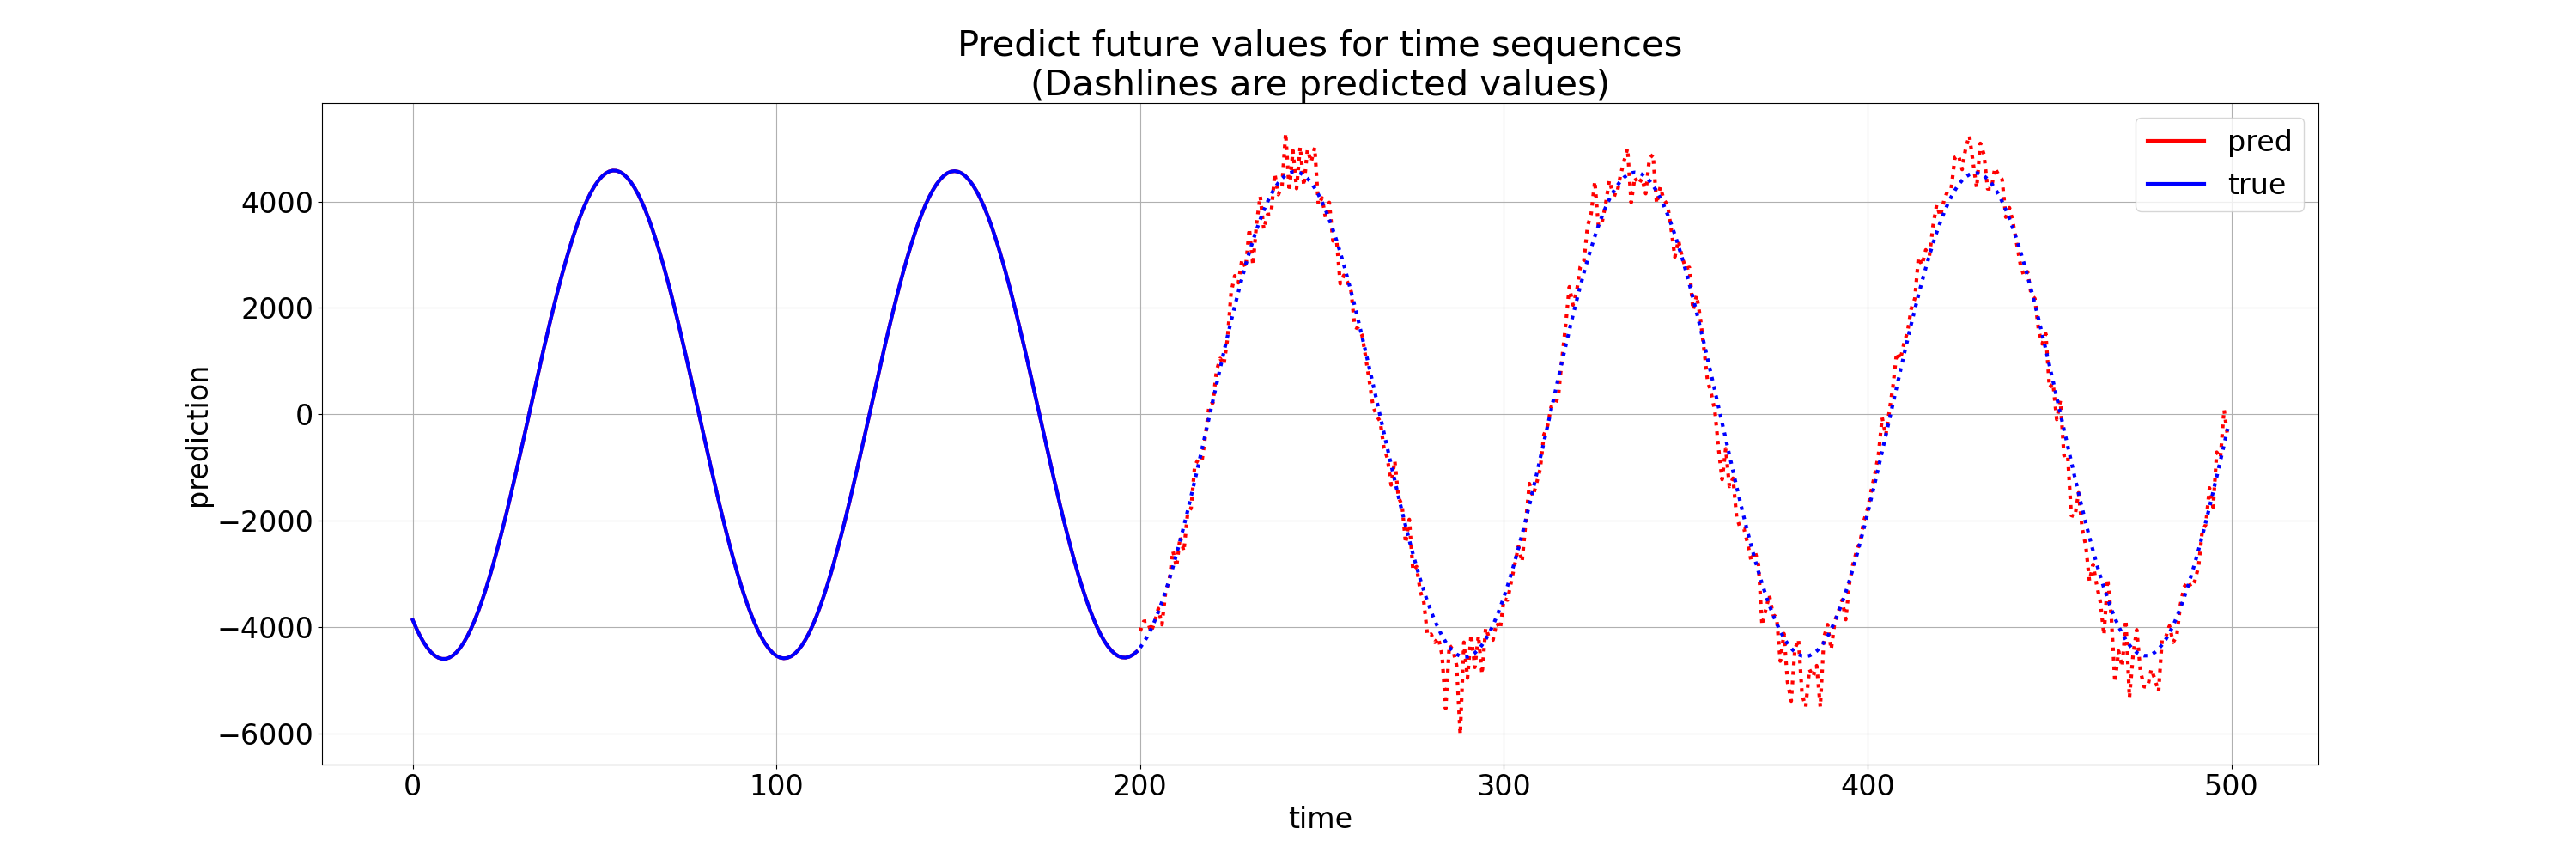 Predict future values for time sequences
(Dashlines are predicted values)
pred
true
prediction
4000
2000
0
−2000
−4000
−6000
0 100 200 300 400 500
time